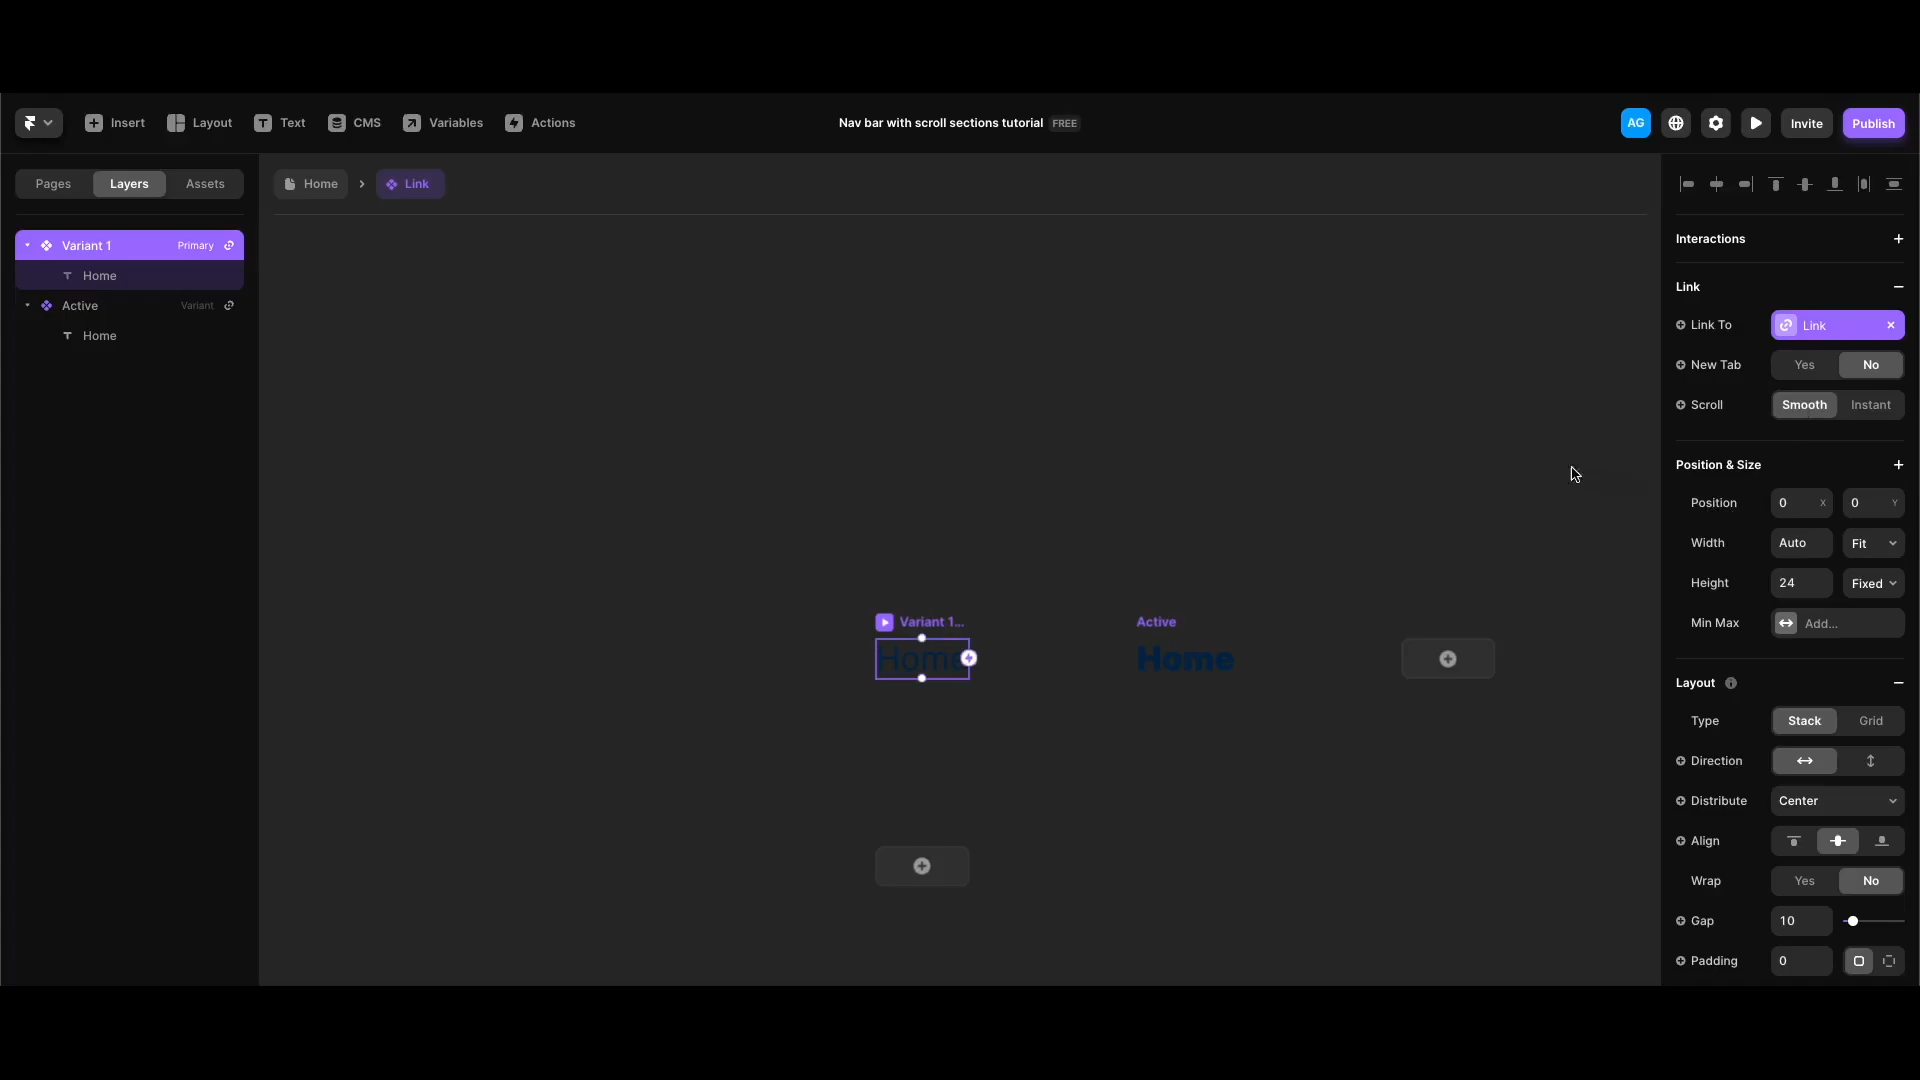 Insert Layout Text CMS Variables Actions
Nav bar with scroll sections tutorial FREE
AG Invite Publish
Pages Layers Assets
Home Link
Variant 1 Primary
Home
Active Variant
Home
Variant 1...
Home
Active
Home
Interactions
Link
Link To Link
New Tab Yes No
Scroll Smooth Instant
Position & Size
Position 0 X 0 Y
Width Auto Fit
Height 24 Fixed
Min Max Add...
Layout
Type Stack Grid
Direction
Distribute Center
Align
Wrap Yes No
Gap 10
Padding 0